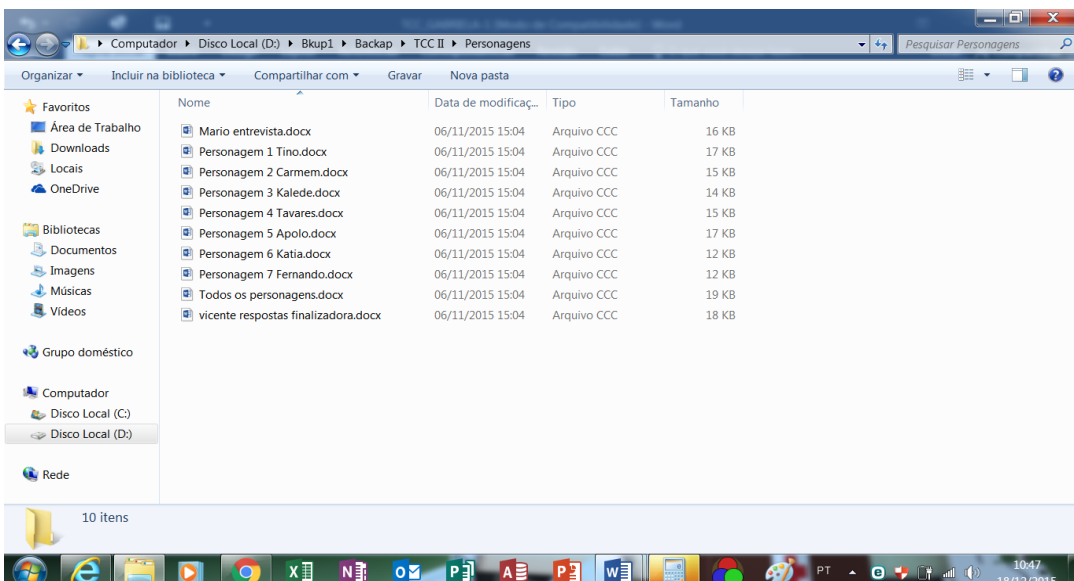 Computador Disco Local (D:) Bkup1 Backap TCC II Personagens
Pesquisar Personagens
Organizar Incluir na biblioteca Compartilhar com Gravar Nova pasta
Favoritos
Área de Trabalho
Downloads
Locais
OneDrive
Bibliotecas
Documentos
Imagens
Músicas
Vídeos
Grupo doméstico
Computador
Disco Local (C:)
Disco Local (D:)
Rede
Nome Data de modificaç... Tipo Tamanho
Mario entrevista.docx 06/11/2015 15:04 Arquivo CCC 16 KB
Personagem 1 Tino.docx 06/11/2015 15:04 Arquivo CCC 17 KB
Personagem 2 Carmem.docx 06/11/2015 15:04 Arquivo CCC 15 KB
Personagem 3 Kalede.docx 06/11/2015 15:04 Arquivo CCC 14 KB
Personagem 4 Tavares.docx 06/11/2015 15:04 Arquivo CCC 15 KB
Personagem 5 Apolo.docx 06/11/2015 15:04 Arquivo CCC 17 KB
Personagem 6 Katia.docx 06/11/2015 15:04 Arquivo CCC 12 KB
Personagem 7 Fernando.docx 06/11/2015 15:04 Arquivo CCC 12 KB
Todos os personagens.docx 06/11/2015 15:04 Arquivo CCC 19 KB
vicente respostas finalizadora.docx 06/11/2015 15:04 Arquivo CCC 18 KB
10 itens
PT
10:47
18/12/2015